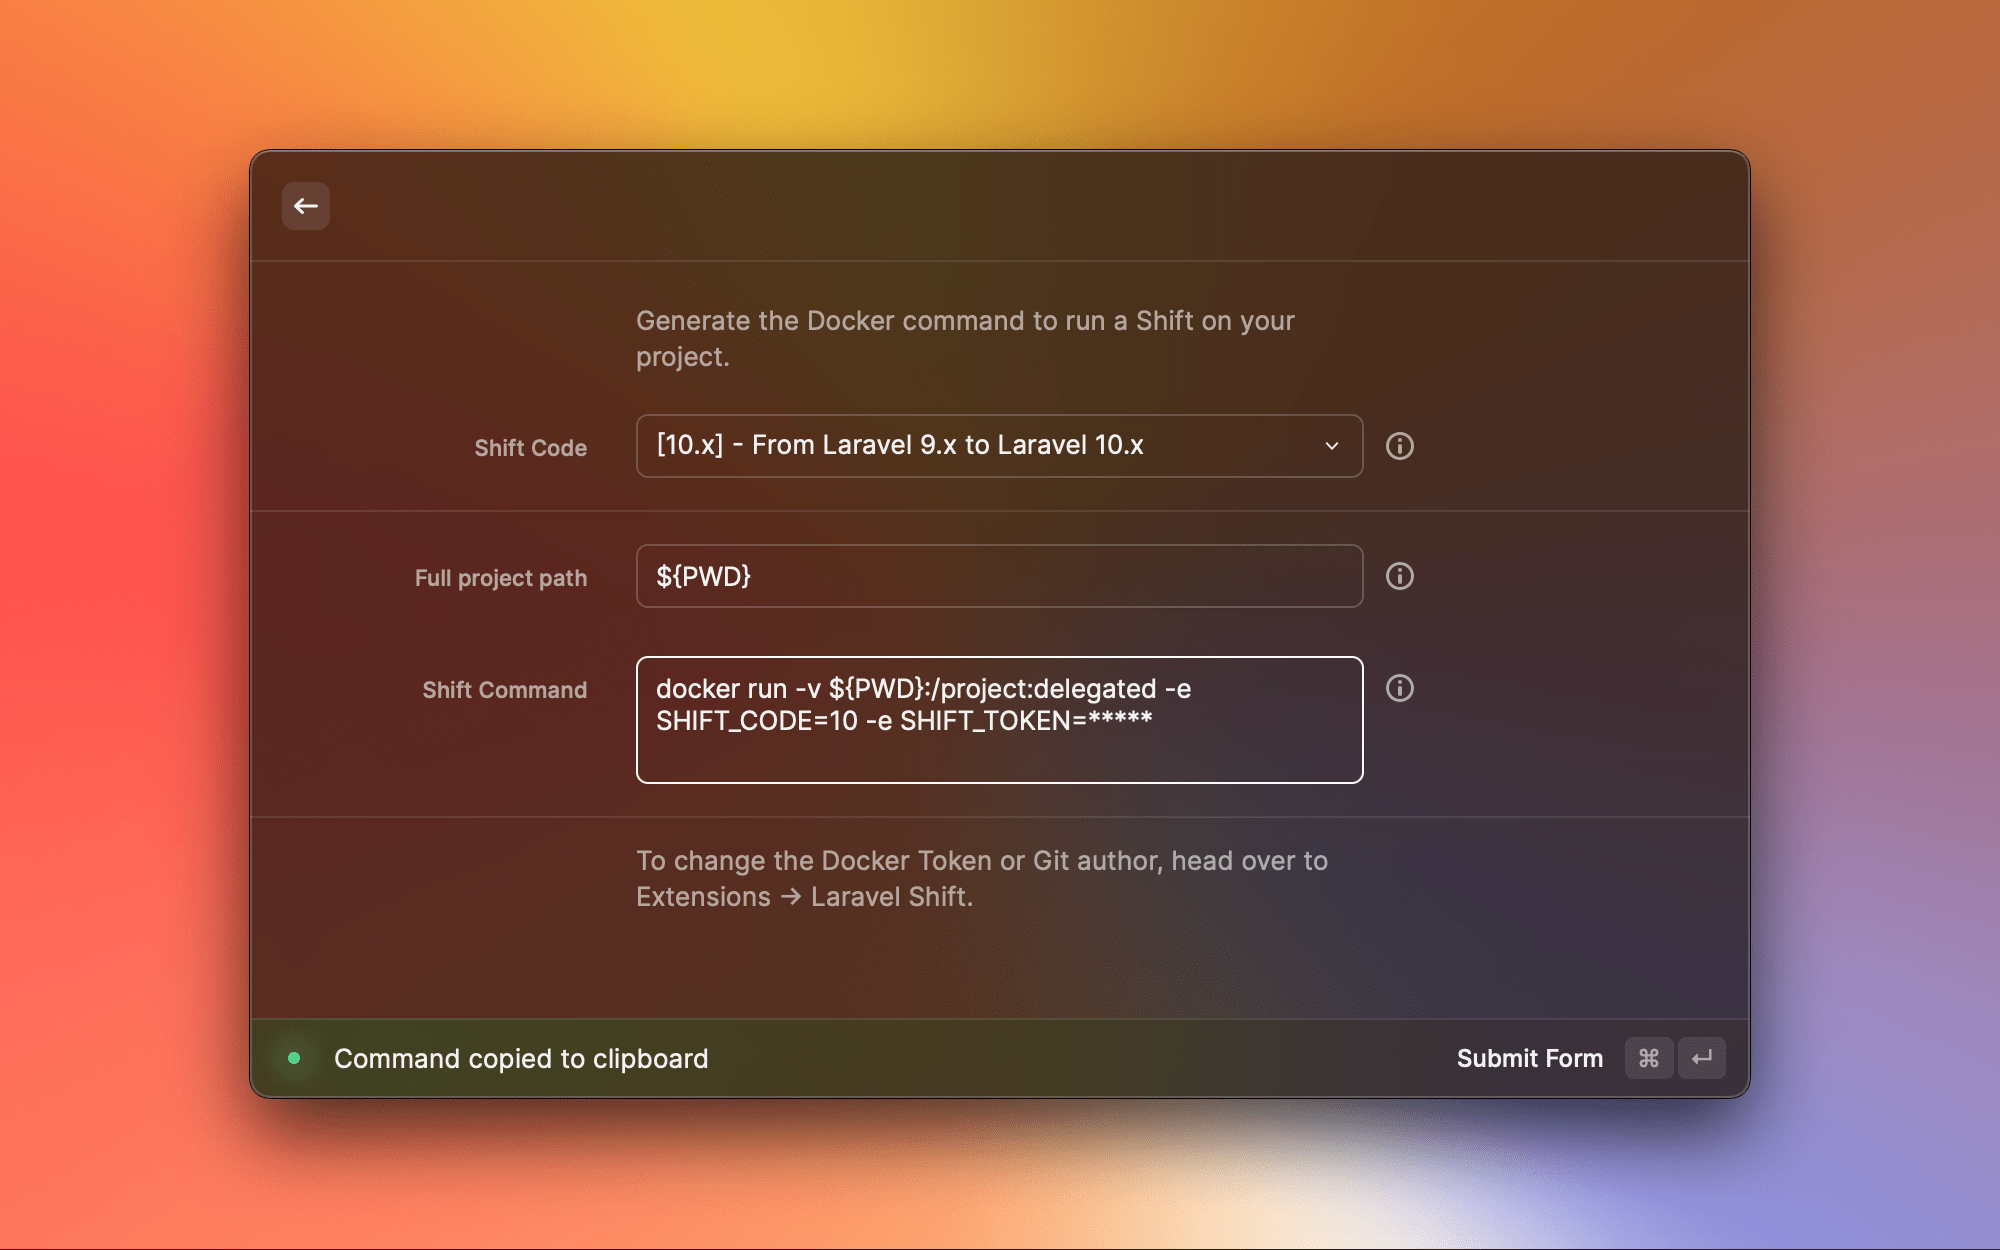 Generate the Docker command to run a Shift on your
project.
Shift Code
[10.x] - From Laravel 9.x to Laravel 10.x
Full project path
${PWD}
Shift Command
docker run -v ${PWD}:/project:delegated -e
SHIFT_CODE=10 -e SHIFT_TOKEN=*****
To change the Docker Token or Git author, head over to
Extensions → Laravel Shift.
Command copied to clipboard
Submit Form ⌘ ↵